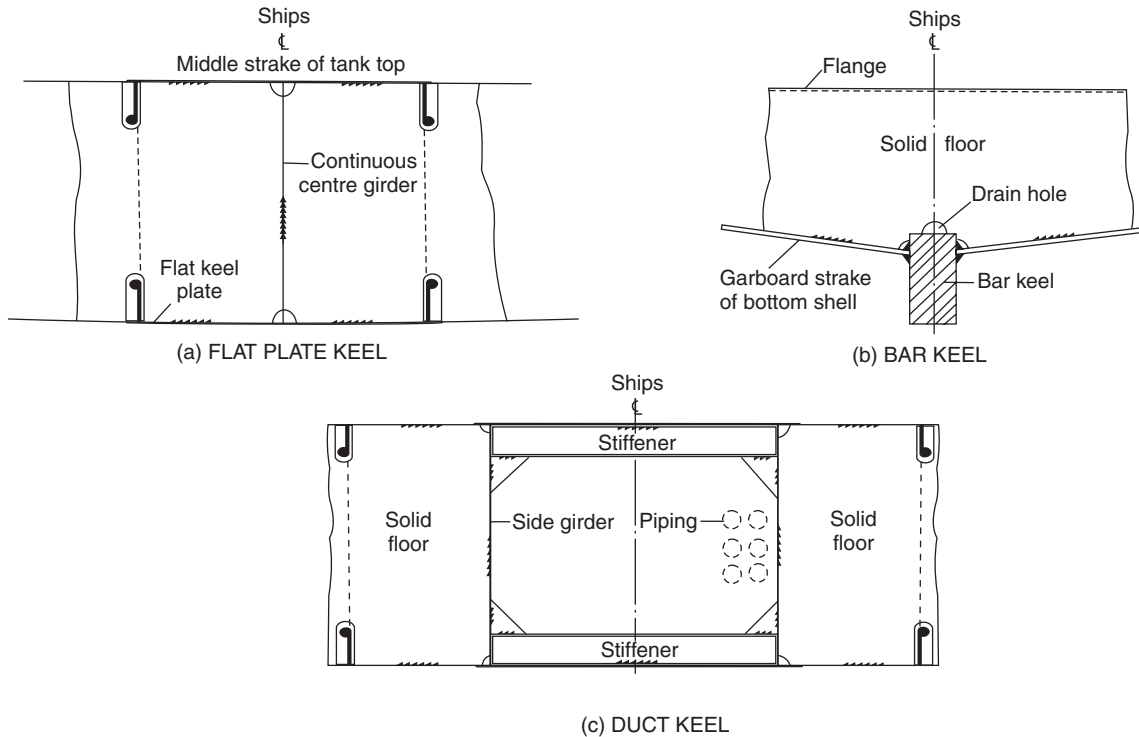 Ships
℄
Middle strake of tank top
Continuous
centre girder
Flat keel
plate
(a) FLAT PLATE KEEL
Ships
℄
Flange
Solid floor
Drain hole
Garboard strake
of bottom shell
Bar keel
(b) BAR KEEL
Ships
℄
Stiffener
Solid
floor
Side girder
Piping
Solid
floor
Stiffener
(c) DUCT KEEL